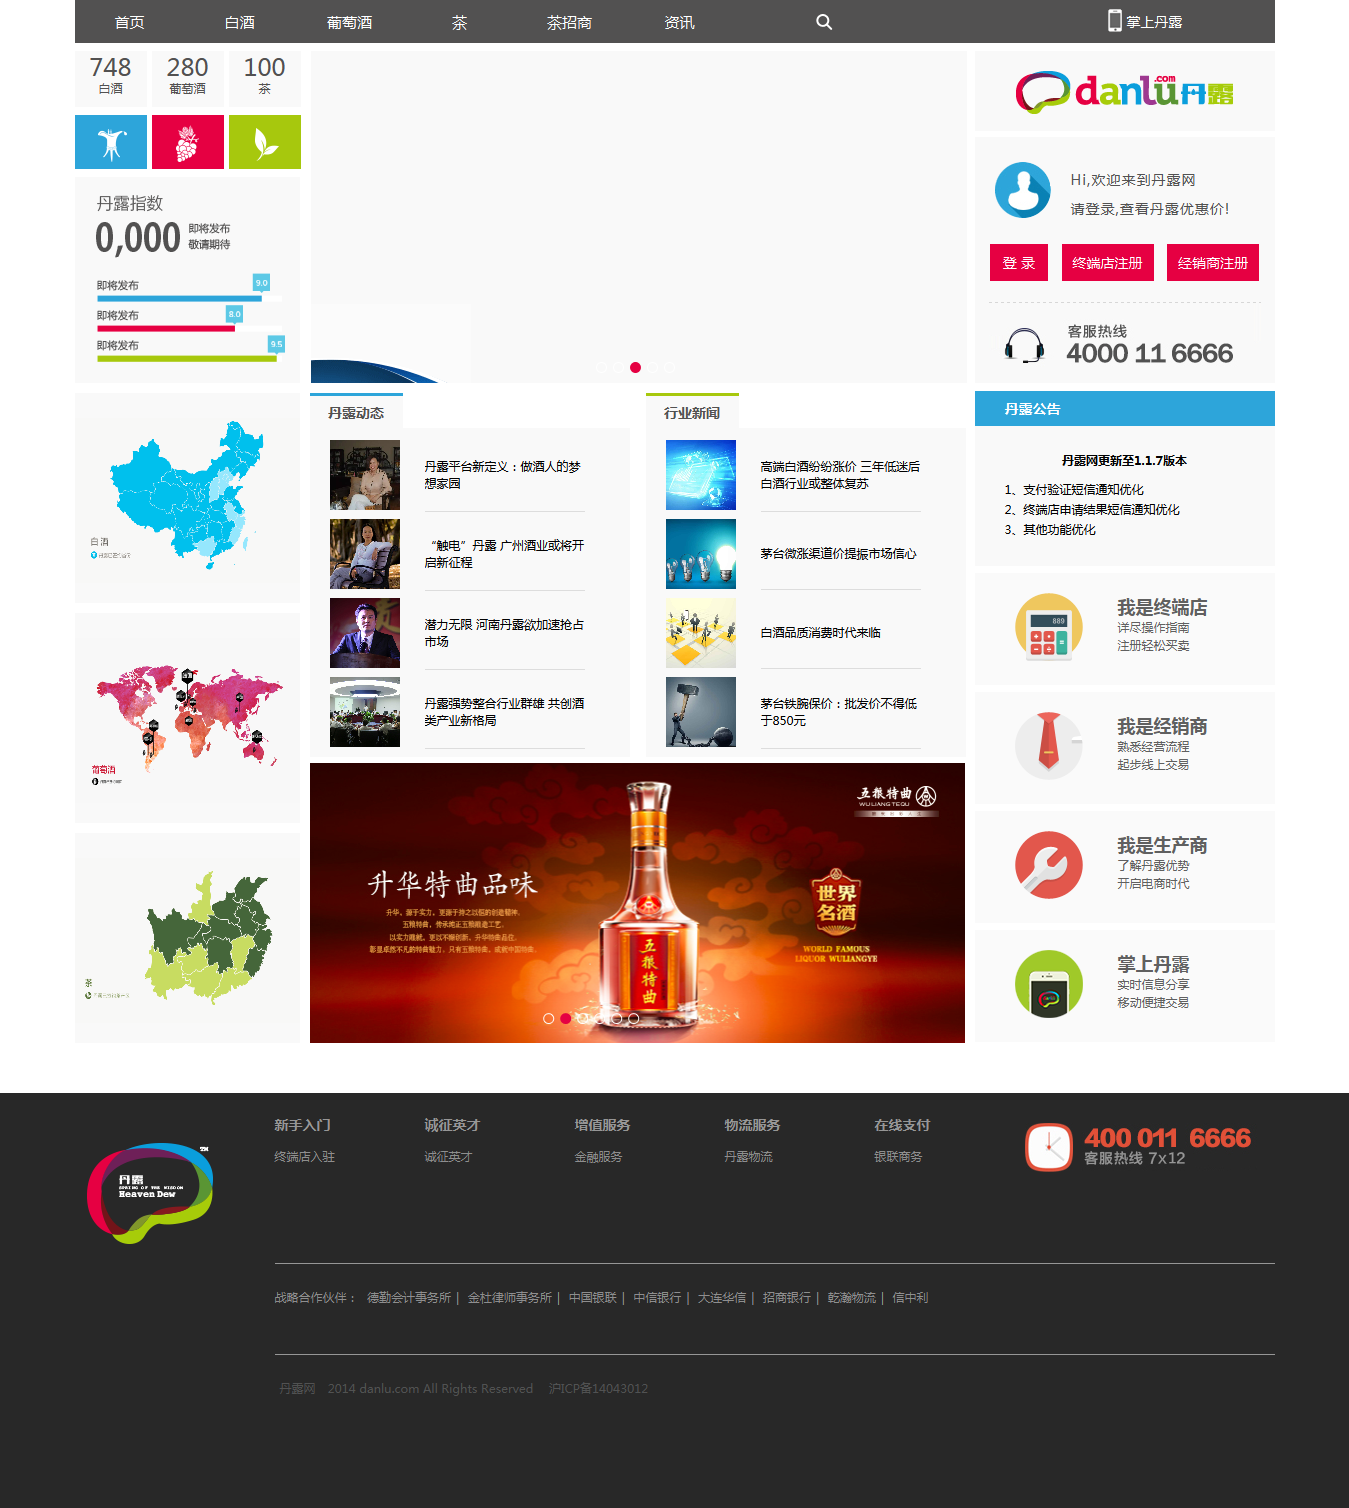 首页 白酒 葡萄酒 茶 茶招商 资讯 掌上丹露
748 280 100
白酒 葡萄酒 茶
丹露指数
0,000 即将发布
敬请期待
即将发布 9.0
即将发布 8.0
即将发布 9.5
白酒
葡萄酒
茶
丹露动态
丹露平台新定义：做酒人的梦
想家园
“触电”丹露 广州酒业或将开
启新征程
潜力无限 河南丹露欲加速抢占
市场
丹露强势整合行业群雄 共创酒
类产业新格局
行业新闻
高端白酒纷纷涨价 三年低迷后
白酒行业或整体复苏
茅台微涨渠道价提振市场信心
白酒品质消费时代来临
茅台铁腕保价：批发价不得低
于850元
五粮特曲
WULIANGTEQU
升华特曲品味
世界
名酒
WORLD FAMOUS
LIQUOR WULIANGYE
五粮特曲
danlu.com丹露
Hi,欢迎来到丹露网
请登录,查看丹露优惠价!
登 录 终端店注册 经销商注册
客服热线
4000 11 6666
丹露公告
丹露网更新至1.1.7版本
1、支付验证短信通知优化
2、终端店申请结果短信通知优化
3、其他功能优化
889
我是终端店
详尽操作指南
注册轻松买卖
我是经销商
熟悉经营流程
起步线上交易
我是生产商
了解丹露优势
开启电商时代
掌上丹露
实时信息分享
移动便捷交易
TM
丹露
SPRING OF THE WISDOM
Heaven Dew
新手入门 诚征英才 增值服务 物流服务 在线支付
终端店入驻 诚征英才 金融服务 丹露物流 银联商务
400 011 6666
客服热线 7x12
战略合作伙伴： 德勤会计事务所 | 金杜律师事务所 | 中国银联 | 中信银行 | 大连华信 | 招商银行 | 乾瀚物流 | 信中利
丹露网 2014 danlu.com All Rights Reserved 沪ICP备14043012